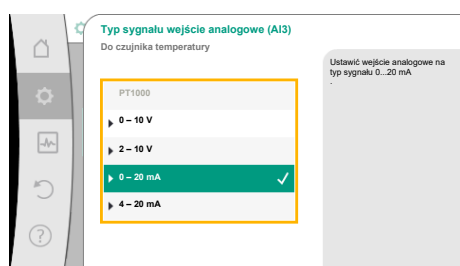 Typ sygnału wejście analogowe (AI3)
Do czujnika temperatury
Ustawić wejście analogowe na
typ sygnału 0...20 mA
.
PT1000
0 – 10 V
2 – 10 V
0 – 20 mA
4 – 20 mA
?